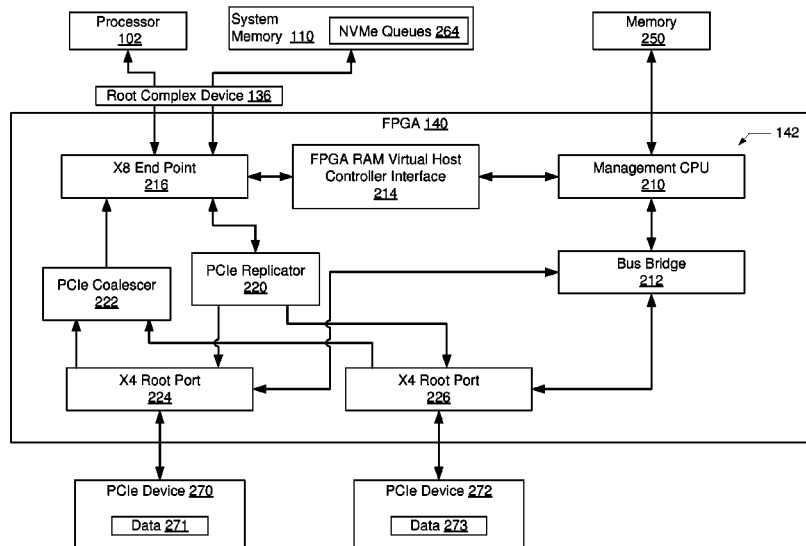 Processor
102
System
Memory 110
NVMe Queues 264
Memory
250
Root Complex Device 136
FPGA 140
142
X8 End Point
216
FPGA RAM Virtual Host
Controller Interface
214
Management CPU
210
PCIe Coalescer
222
PCIe Replicator
220
Bus Bridge
212
X4 Root Port
224
X4 Root Port
226
PCIe Device 270
Data 271
PCIe Device 272
Data 273